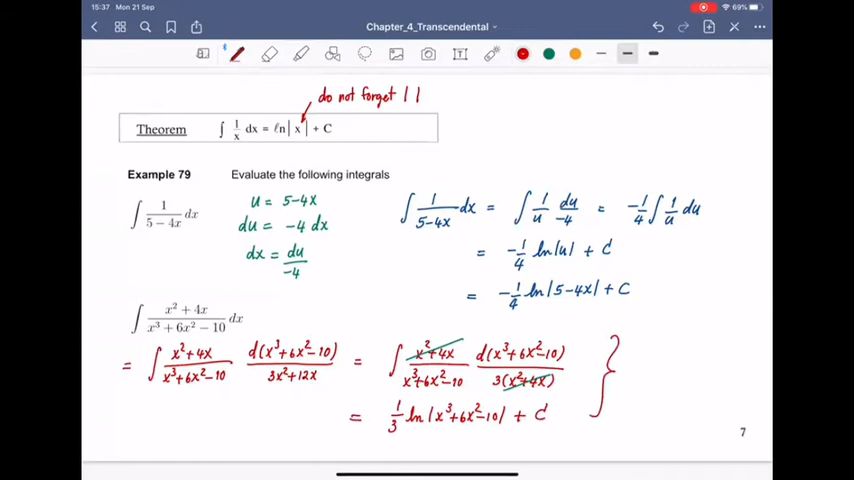 15:37 Mon 21 Sep
69%
Chapter_4_Transcendental
do not forget | |
Theorem ∫ 1/x dx = ℓn|x| + C
Example 79 Evaluate the following integrals
∫ 1/(5 − 4x) dx
u = 5-4x
du = -4 dx
dx = du/-4
∫ 1/(5-4x) dx = ∫ 1/u du/-4 = -1/4 ∫ 1/u du
= -1/4 ln|u| + C
= -1/4 ln|5-4x| + C
∫ (x² + 4x)/(x³ + 6x² − 10) dx
= ∫ (x²+4x)/(x³+6x²-10) d(x³+6x²-10)/(3x²+12x) = ∫ (x²+4x)/(x³+6x²-10) d(x³+6x²-10)/(3(x²+4x))
= 1/3 ln|x³+6x²-10| + C
7